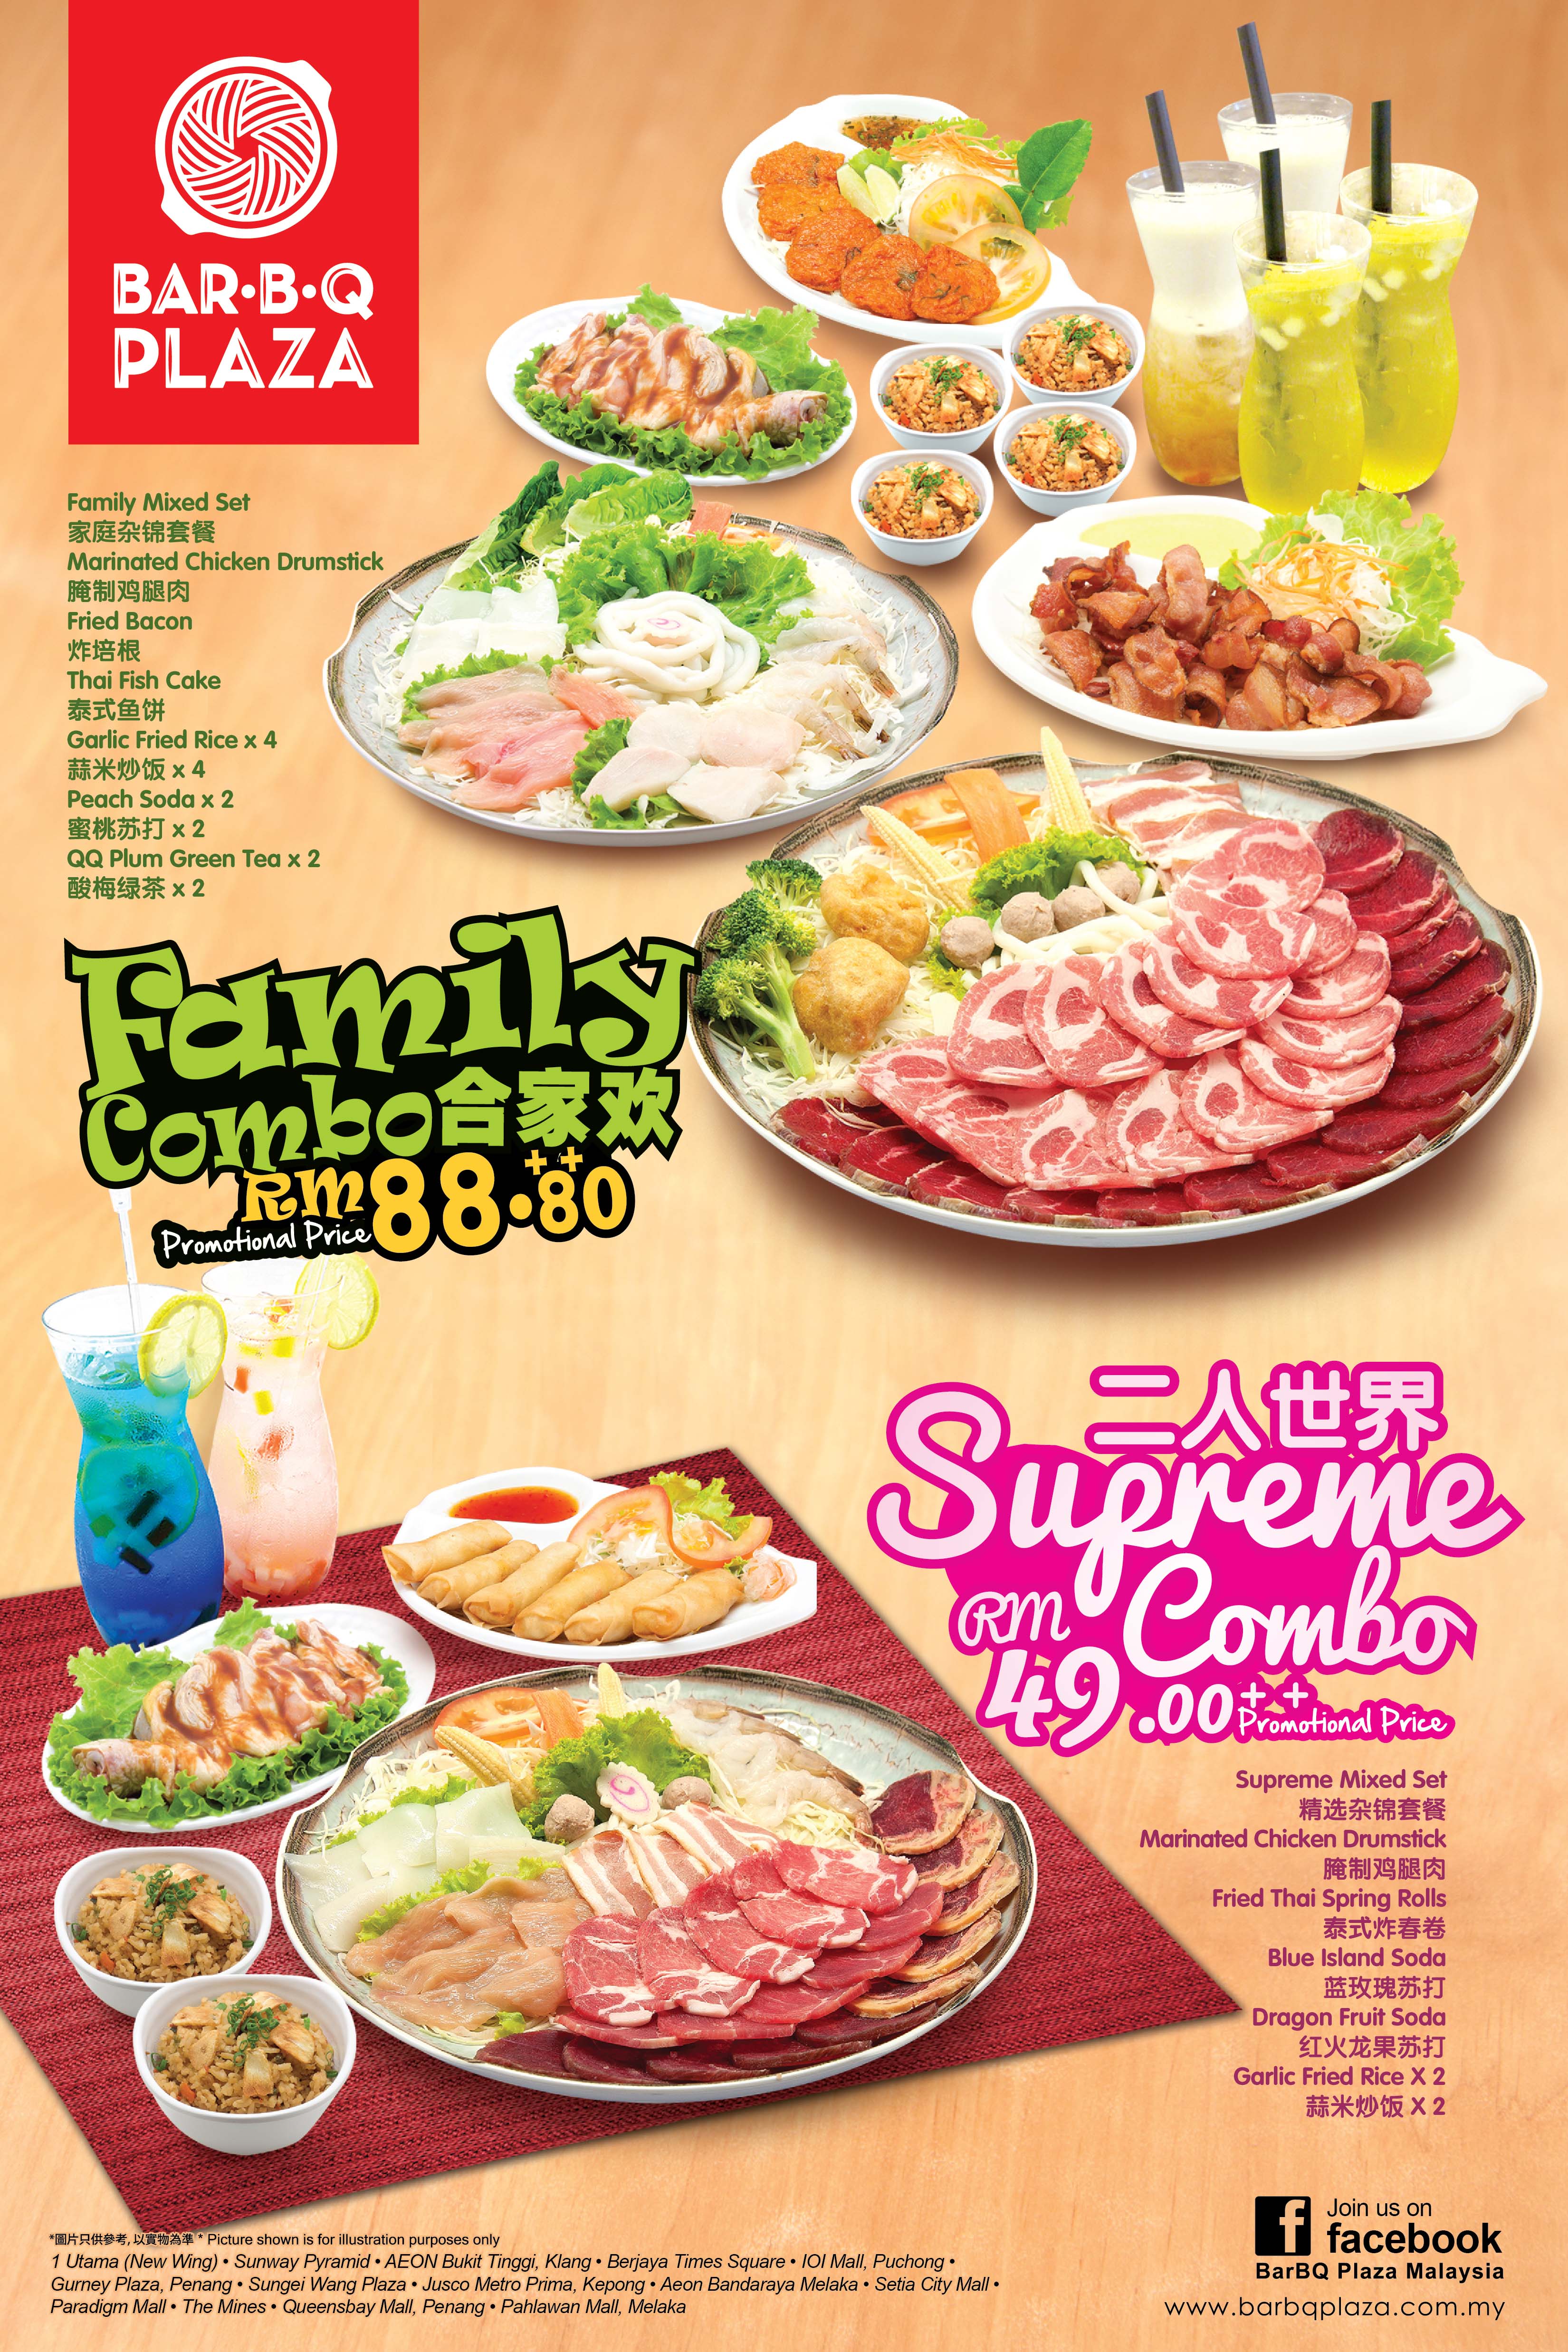 BAR·B·Q
PLAZA
Family Mixed Set
家庭杂锦套餐
Marinated Chicken Drumstick
腌制鸡腿肉
Fried Bacon
炸培根
Thai Fish Cake
泰式鱼饼
Garlic Fried Rice x 4
蒜米炒饭 x 4
Peach Soda x 2
蜜桃苏打 x 2
QQ Plum Green Tea x 2
酸梅绿茶 x 2
Family
Combo 合家欢
RM 88.80++
Promotional Price
二人世界
Supreme
Combo
RM
49.00++
Promotional Price
Supreme Mixed Set
精选杂锦套餐
Marinated Chicken Drumstick
腌制鸡腿肉
Fried Thai Spring Rolls
泰式炸春卷
Blue Island Soda
蓝玫瑰苏打
Dragon Fruit Soda
红火龙果苏打
Garlic Fried Rice X 2
蒜米炒饭 X 2
*圖片只供參考, 以實物為準 * Picture shown is for illustration purposes only
1 Utama (New Wing) • Sunway Pyramid • AEON Bukit Tinggi, Klang • Berjaya Times Square • IOI Mall, Puchong •
Gurney Plaza, Penang • Sungei Wang Plaza • Jusco Metro Prima, Kepong • Aeon Bandaraya Melaka • Setia City Mall •
Paradigm Mall • The Mines • Queensbay Mall, Penang • Pahlawan Mall, Melaka
f
Join us on
facebook
BarBQ Plaza Malaysia
www.barbqplaza.com.my